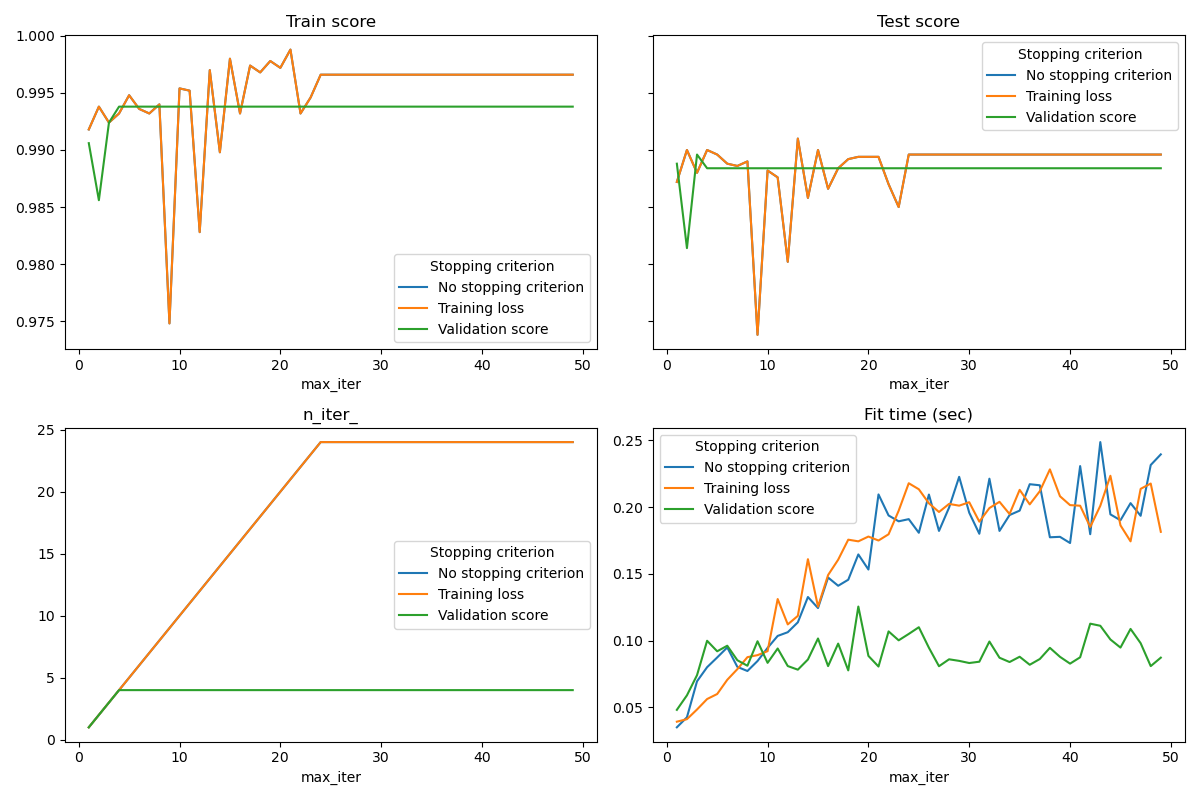 Train score
1.000
0.995
0.990
0.985
0.980
0.975
Stopping criterion
No stopping criterion
Training loss
Validation score
0 10 20 30 40 50
max_iter
Test score
Stopping criterion
No stopping criterion
Training loss
Validation score
0 10 20 30 40 50
max_iter
n_iter_
25
20
15
10
5
0
Stopping criterion
No stopping criterion
Training loss
Validation score
0 10 20 30 40 50
max_iter
Fit time (sec)
0.25
0.20
0.15
0.10
0.05
Stopping criterion
No stopping criterion
Training loss
Validation score
0 10 20 30 40 50
max_iter